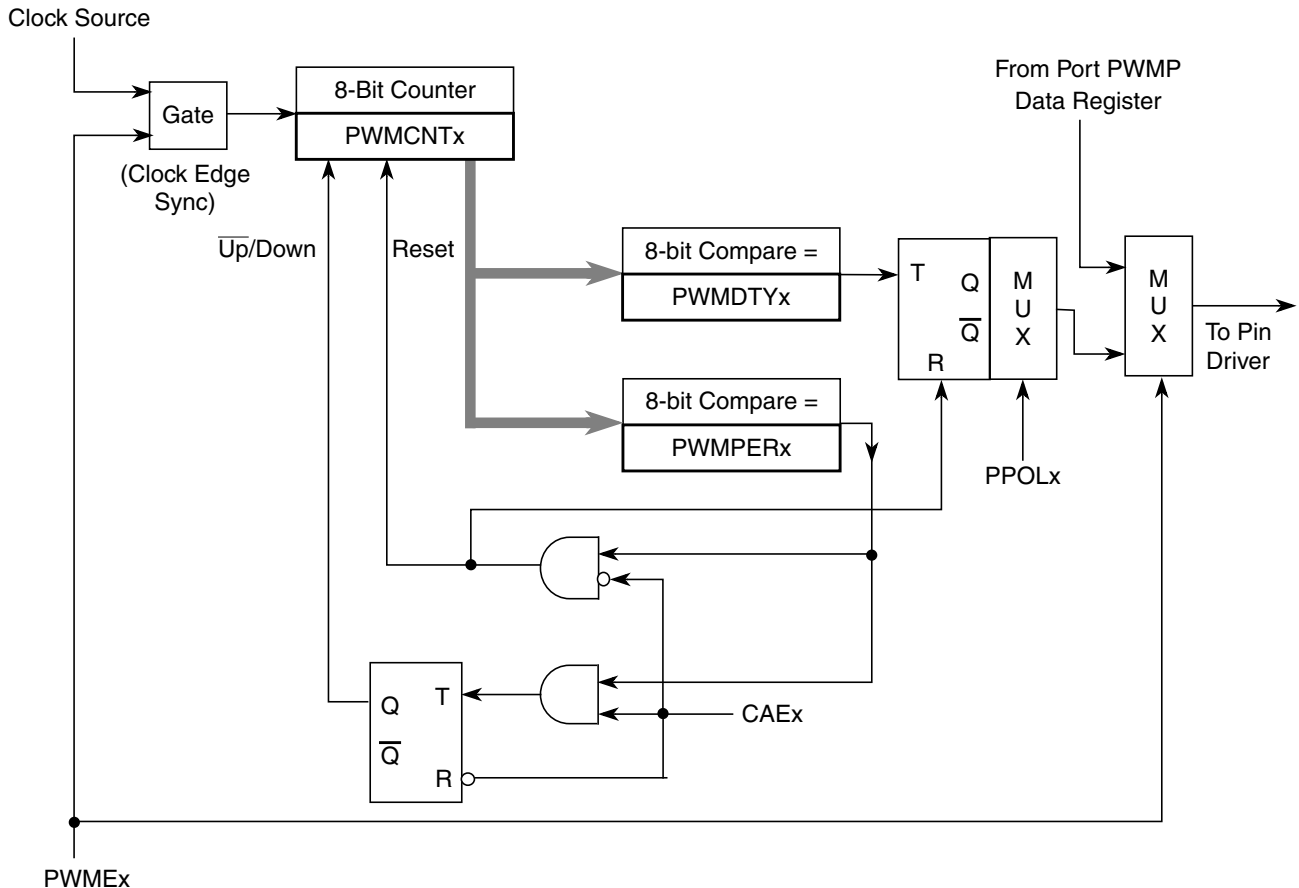 Clock Source
From Port PWMP
Data Register
8-Bit Counter
Gate
PWMCNTx
(Clock Edge
Sync)
U̅p̅/Down
Reset
8-bit Compare =
PWMDTYx
T
Q
Q̅
R
M
U
X
M
U
X
To Pin
Driver
8-bit Compare =
PWMPERx
PPOLx
Q
T
Q̅
R
CAEx
PWMEx